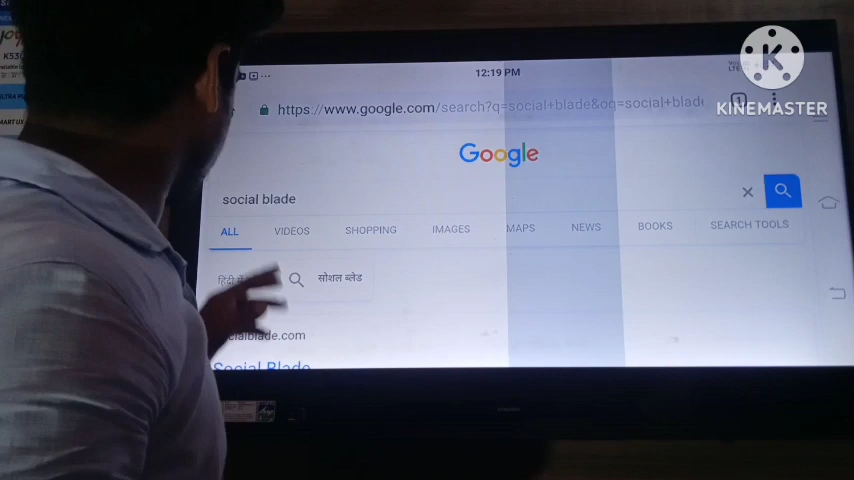 12:19 PM
https://www.google.com/search?q=social+blade&oq=social+blade
1
KINEMASTER
Google
social blade
ALL VIDEOS SHOPPING IMAGES MAPS NEWS BOOKS SEARCH TOOLS
हिंदी में सोशल ब्लेड
socialblade.com
Social Blade